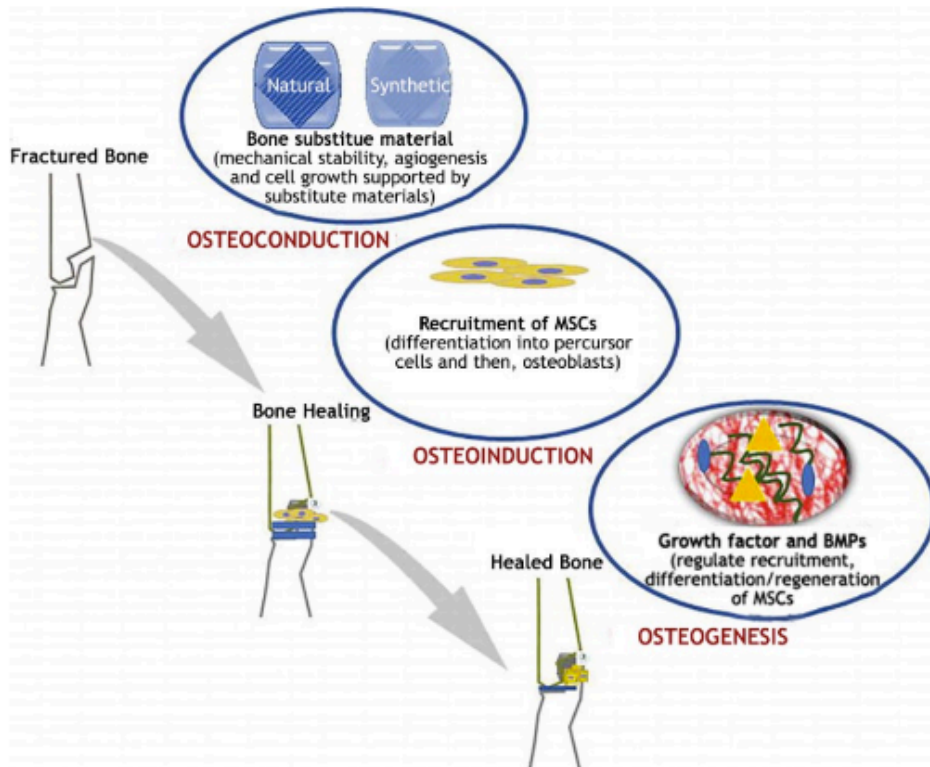 Natural
Synthetic
Bone substitue material
(mechanical stability, agiogenesis
and cell growth supported by
substitute materials)
Fractured Bone
OSTEOCONDUCTION
Recruitment of MSCs
(differentiation into percursor
cells and then, osteoblasts)
Bone Healing
OSTEOINDUCTION
Growth factor and BMPs
(regulate recruitment,
differentiation/regeneration
of MSCs
Healed Bone
OSTEOGENESIS